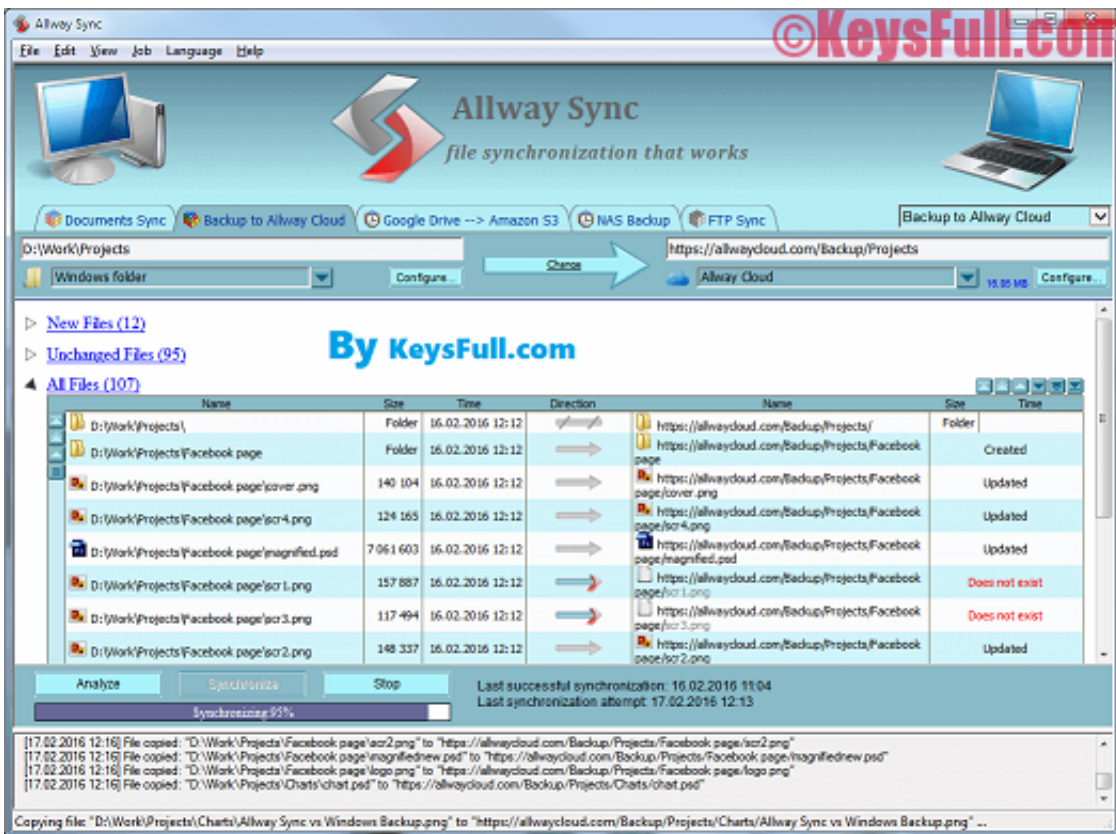 Allway Sync
©KeysFull.com
File Edit View Job Language Help
Allway Sync
file synchronization that works
Documents Sync Backup to Allway Cloud Google Drive --> Amazon S3 NAS Backup FTP Sync Backup to Allway Cloud
D:\Work\Projects https://allwaycloud.com/Backup/Projects
Windows folder Configure... Change Allway Cloud Configure...
New Files (12)
By KeysFull.com
Unchanged Files (95)
All Files (107)
Name Size Time Direction Name Size Time
D:\Work\Projects\ Folder 16.02.2016 12:12 https://allwaycloud.com/Backup/Projects/ Folder
D:\Work\Projects\Facebook page Folder 16.02.2016 12:12 https://allwaycloud.com/Backup/Projects/Facebook page Created
D:\Work\Projects\Facebook page\cover.png 140 104 16.02.2016 12:12 https://allwaycloud.com/Backup/Projects/Facebook page/cover.png Updated
D:\Work\Projects\Facebook page\scr4.png 124 165 16.02.2016 12:12 https://allwaycloud.com/Backup/Projects/Facebook page/scr4.png Updated
D:\Work\Projects\Facebook page\magnified.psd 7 061 603 16.02.2016 12:12 https://allwaycloud.com/Backup/Projects/Facebook page/magnified.psd Updated
D:\Work\Projects\Facebook page\scr1.png 157 887 16.02.2016 12:12 https://allwaycloud.com/Backup/Projects/Facebook page/scr1.png Does not exist
D:\Work\Projects\Facebook page\scr3.png 117 494 16.02.2016 12:12 https://allwaycloud.com/Backup/Projects/Facebook page/scr3.png Does not exist
D:\Work\Projects\Facebook page\scr2.png 148 337 16.02.2016 12:12 https://allwaycloud.com/Backup/Projects/Facebook page/scr2.png Updated
Analyze Synchronize Stop
Last successful synchronization: 16.02.2016 11:04
Last synchronization attempt: 17.02.2016 12:13
Synchronizing 95%
[17.02.2016 12:16] File copied: "D:\Work\Projects\Facebook page\scr2.png" to "https://allwaycloud.com/Backup/Projects/Facebook page/scr2.png"
[17.02.2016 12:16] File copied: "D:\Work\Projects\Facebook page\magnifiednew.psd" to "https://allwaycloud.com/Backup/Projects/Facebook page/magnifiednew.psd"
[17.02.2016 12:16] File copied: "D:\Work\Projects\Facebook page\logo.png" to "https://allwaycloud.com/Backup/Projects/Facebook page/logo.png"
[17.02.2016 12:16] File copied: "D:\Work\Projects\Charts\chart.psd" to "https://allwaycloud.com/Backup/Projects/Charts/chart.psd"
Copying file: "D:\Work\Projects\Charts\Allway Sync vs Windows Backup.png" to "https://allwaycloud.com/Backup/Projects/Charts/Allway Sync vs Windows Backup.png" ...